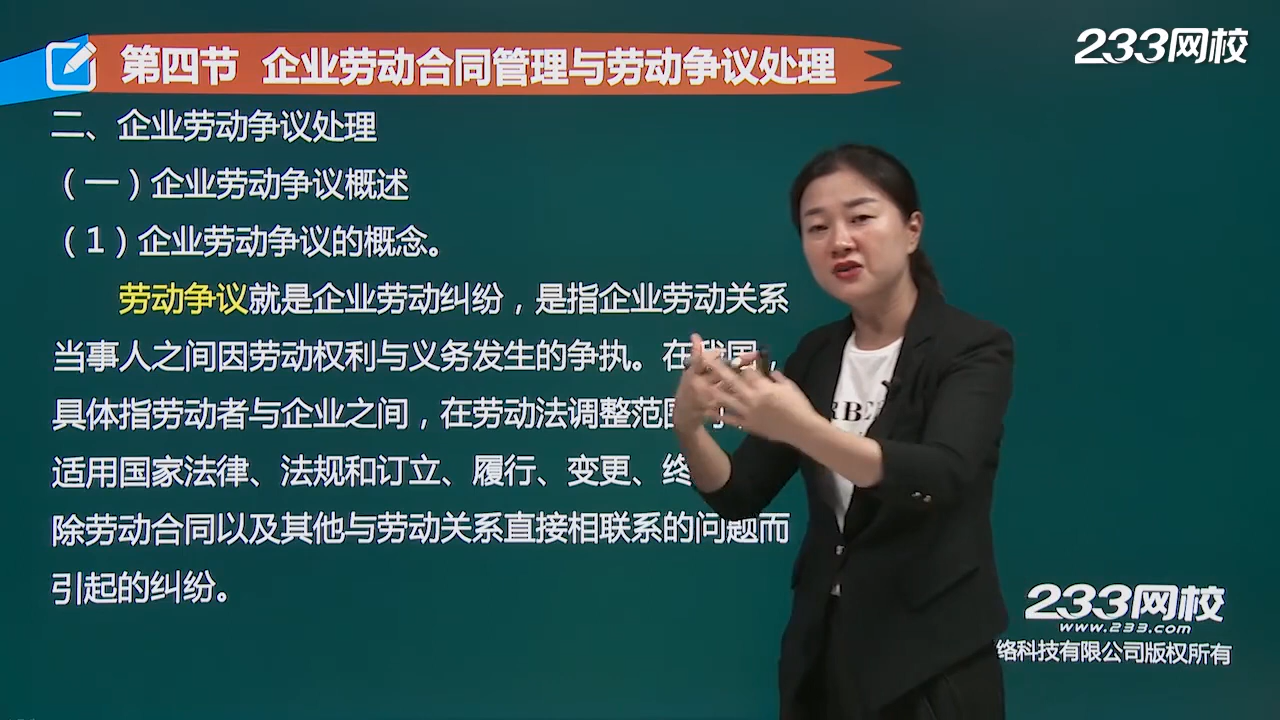 233网校
第四节 企业劳动合同管理与劳动争议处理
二、企业劳动争议处理
（一）企业劳动争议概述
（1）企业劳动争议的概念。
劳动争议就是企业劳动纠纷，是指企业劳动关系
当事人之间因劳动权利与义务发生的争执。在我国，
具体指劳动者与企业之间，在劳动法调整范围
适用国家法律、法规和订立、履行、变更、终
除劳动合同以及其他与劳动关系直接相联系的问题而
引起的纠纷。
233网校
www.233.com
络科技有限公司版权所有